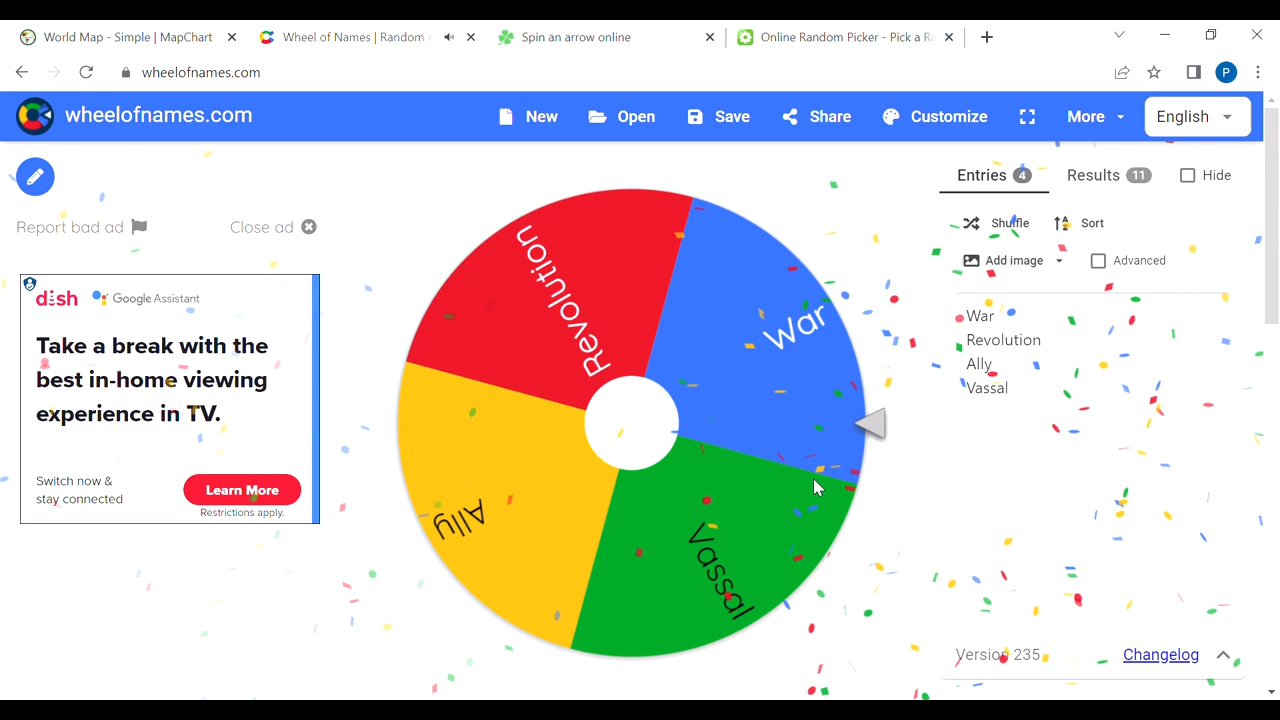 World Map - Simple | MapChart
Wheel of Names | Random
Spin an arrow online
Online Random Picker - Pick a Ra
wheelofnames.com
P
wheelofnames.com
New
Open
Save
Share
Customize
More
English
Entries 4
Results 11
Hide
Report bad ad
Close ad
Shuffle
Sort
Add image
Advanced
dish
Google Assistant
Take a break with the
best in-home viewing
experience in TV.
Switch now &
stay connected
Learn More
Restrictions apply.
Revolution
War
Ally
Vassal
War
Revolution
Ally
Vassal
Version 235
Changelog